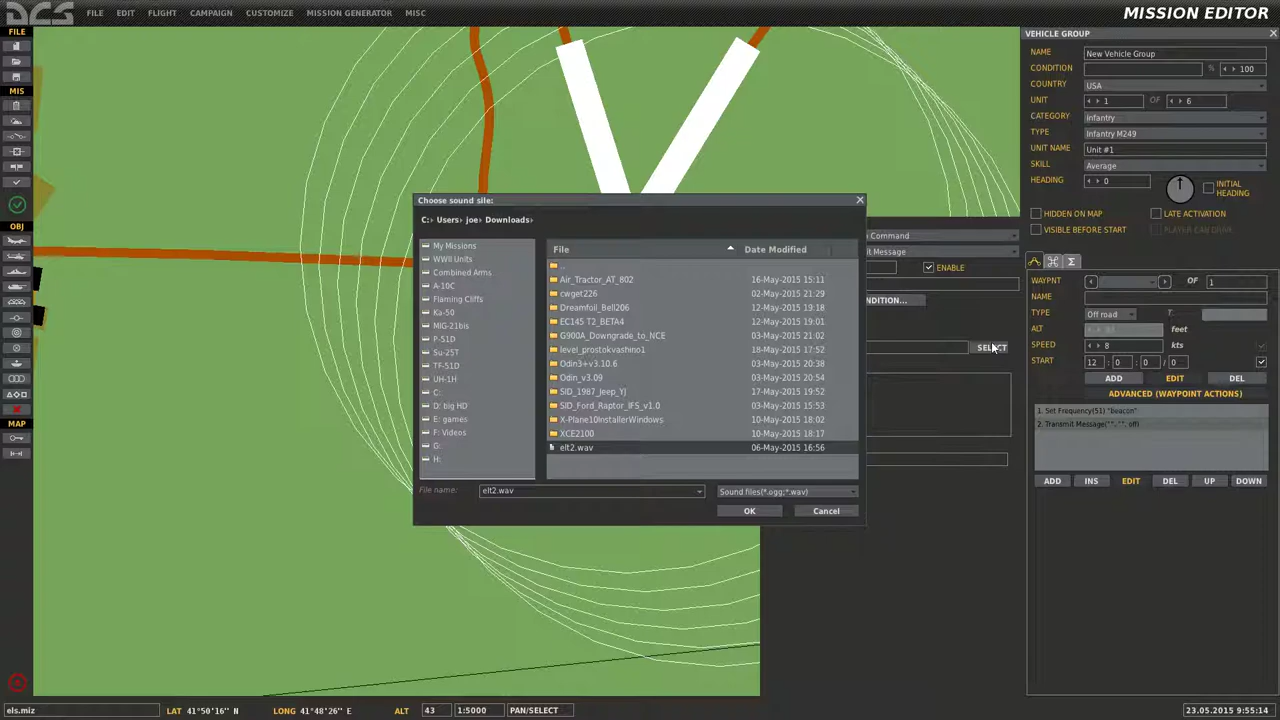 DCS
FILE EDIT FLIGHT CAMPAIGN CUSTOMIZE MISSION GENERATOR MISC
MISSION EDITOR
FILE
MIS
OBJ
MAP
Choose sound sile:
C:› Users› joe› Downloads›
My Missions
WWII Units
Combined Arms
A-10C
Flaming Cliffs
Ka-50
MiG-21bis
P-51D
Su-25T
TF-51D
UH-1H
C:
D: big HD
E: games
F: Videos
G:
H:
File Date Modified
..
Air_Tractor_AT_802 16-May-2015 15:11
cwget226 02-May-2015 21:29
Dreamfoil_Bell206 12-May-2015 19:18
EC145 T2_BETA4 12-May-2015 19:01
G900A_Downgrade_to_NCE 03-May-2015 21:02
level_prostokvashino1 18-May-2015 17:52
Odin3+v3.10.6 03-May-2015 20:38
Odin_v3.09 03-May-2015 20:54
SID_1987_Jeep_YJ 17-May-2015 19:52
SID_Ford_Raptor_IFS_v1.0 03-May-2015 15:53
X-Plane10InstallerWindows 10-May-2015 18:02
XCE2100 10-May-2015 18:17
elt2.wav 06-May-2015 16:56
File name: elt2.wav Sound files(*.ogg;*.wav)
OK Cancel
Command
it Message
ENABLE
NDITION...
SELECT
VEHICLE GROUP
NAME New Vehicle Group
CONDITION % 100
COUNTRY USA
UNIT 1 OF 6
CATEGORY Infantry
TYPE Infantry M249
UNIT NAME Unit #1
SKILL Average
HEADING 0 INITIAL HEADING
HIDDEN ON MAP LATE ACTIVATION
VISIBLE BEFORE START PLAYER CAN DRIVE
WAYPNT OF 1
NAME
TYPE Off road
ALT feet
SPEED 8 kts
START 12 : 0 : 0 / 0
ADD EDIT DEL
ADVANCED (WAYPOINT ACTIONS)
1. Set Frequency(51) "beacon"
2. Transmit Message("", "", off)
ADD INS EDIT DEL UP DOWN
els.miz LAT 41°50'16'' N LONG 41°48'26'' E ALT 43 1:5000 PAN/SELECT 23.05.2015 9:55:14